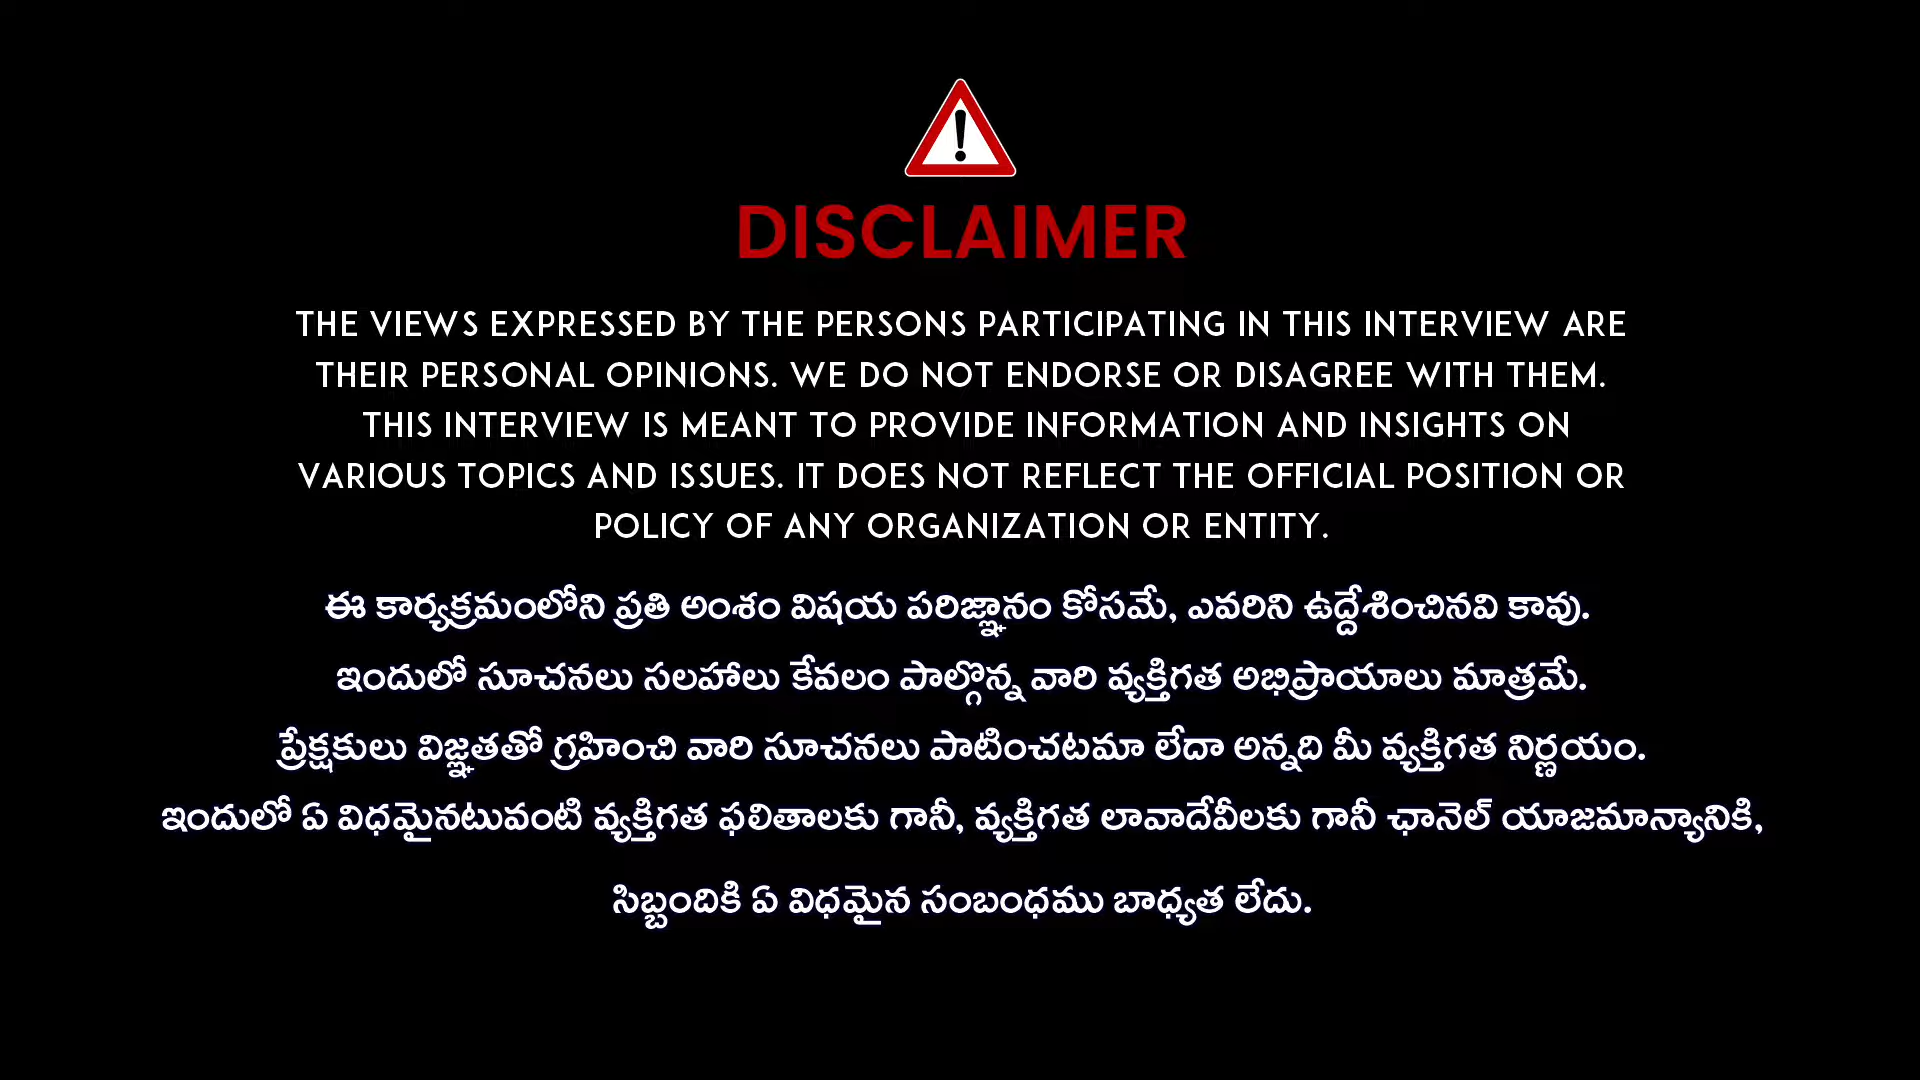 DISCLAIMER
THE VIEWS EXPRESSED BY THE PERSONS PARTICIPATING IN THIS INTERVIEW ARE
THEIR PERSONAL OPINIONS. WE DO NOT ENDORSE OR DISAGREE WITH THEM.
THIS INTERVIEW IS MEANT TO PROVIDE INFORMATION AND INSIGHTS ON
VARIOUS TOPICS AND ISSUES. IT DOES NOT REFLECT THE OFFICIAL POSITION OR
POLICY OF ANY ORGANIZATION OR ENTITY.
ఈ కార్యక్రమంలోని ప్రతి అంశం విషయ పరిజ్ఞానం కోసమే, ఎవరిని ఉద్దేశించినవి కావు.
ఇందులో సూచనలు సలహాలు కేవలం పాల్గొన్న వారి వ్యక్తిగత అభిప్రాయాలు మాత్రమే.
ప్రేక్షకులు విజ్ఞతతో గ్రహించి వారి సూచనలు పాటించటమా లేదా అన్నది మీ వ్యక్తిగత నిర్ణయం.
ఇందులో ఏ విధమైనటువంటి వ్యక్తిగత ఫలితాలకు గానీ, వ్యక్తిగత లావాదేవీలకు గానీ ఛానెల్ యాజమాన్యానికి,
సిబ్బందికి ఏ విధమైన సంబంధము బాధ్యత లేదు.